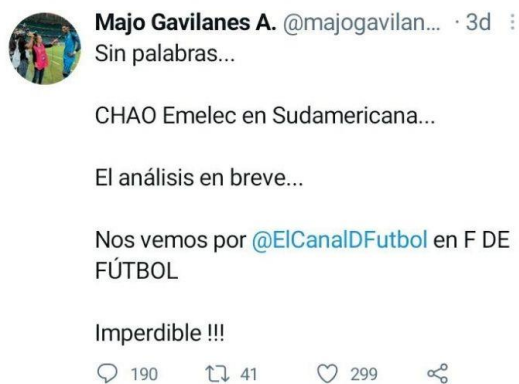 Majo Gavilanes A. @majogavilan... · 3d
Sin palabras...
CHAO Emelec en Sudamericana...
El análisis en breve...
Nos vemos por @ElCanalDFutbol en F DE
FÚTBOL
Imperdible !!!
190 41 299